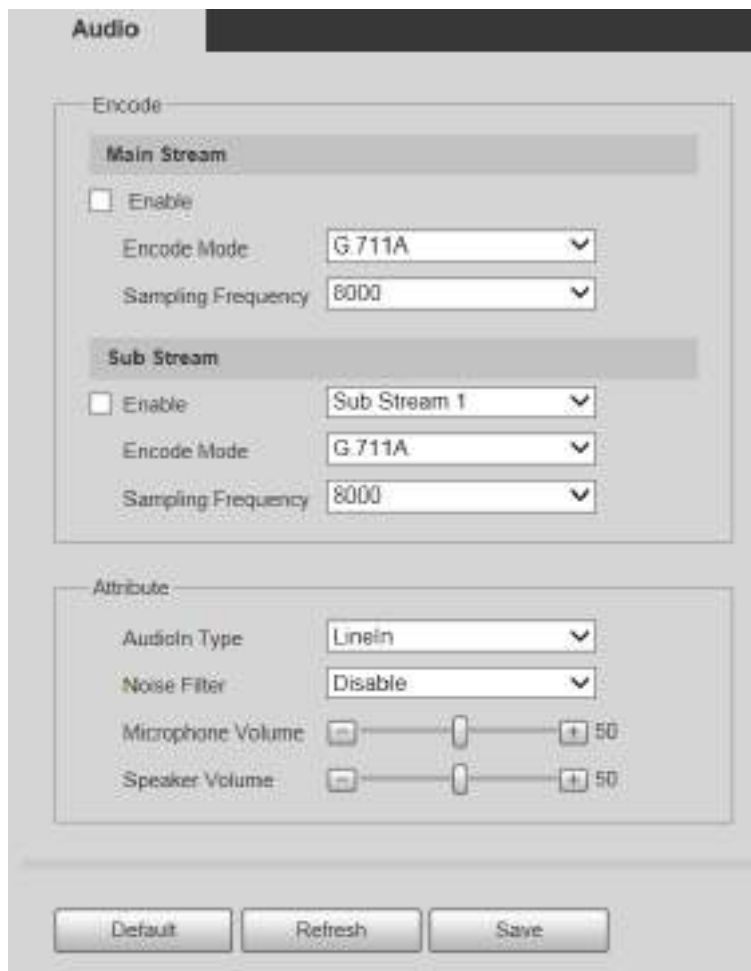 Audio
Encode
Main Stream
Enable
Encode Mode G.711A
Sampling Frequency 8000
Sub Stream
Enable Sub Stream 1
Encode Mode G.711A
Sampling Frequency 8000
Attribute
AudioIn Type LineIn
Noise Filter Disable
Microphone Volume - + 50
Speaker Volume - + 50
Default Refresh Save